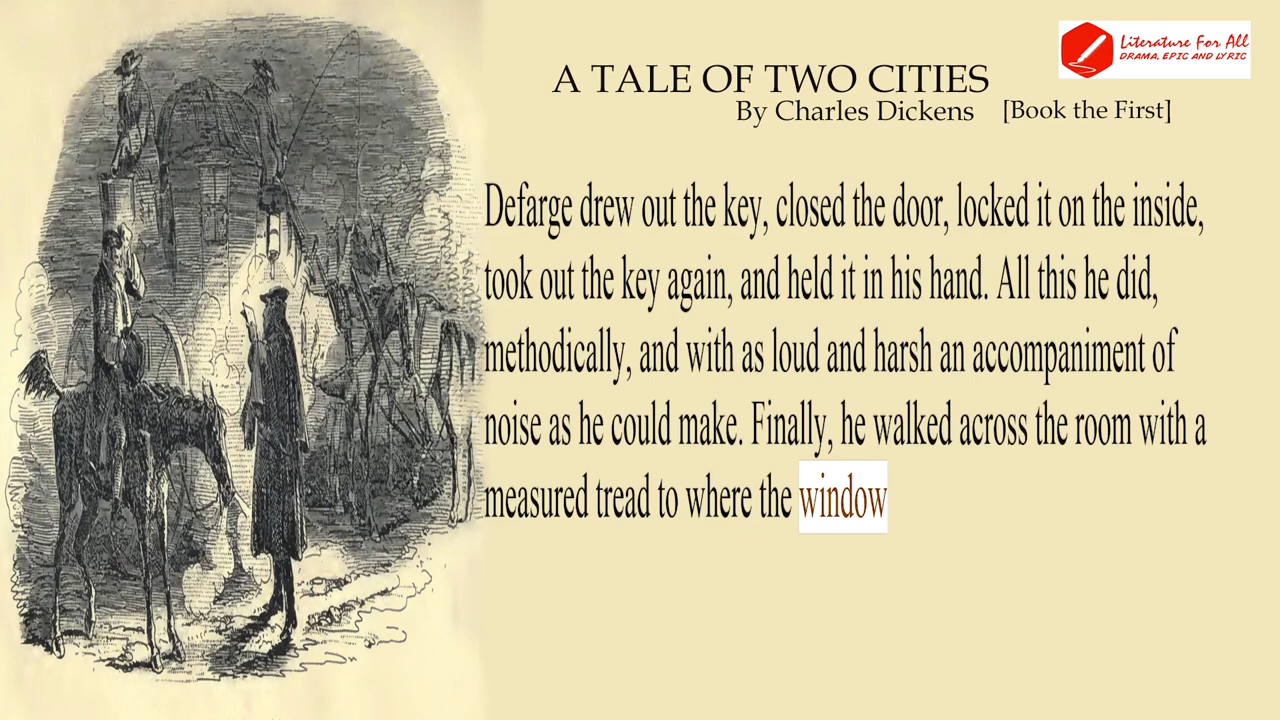 Literature For All
DRAMA, EPIC AND LYRIC
A TALE OF TWO CITIES
By Charles Dickens [Book the First]
Defarge drew out the key, closed the door, locked it on the inside,
took out the key again, and held it in his hand. All this he did,
methodically, and with as loud and harsh an accompaniment of
noise as he could make. Finally, he walked across the room with a
measured tread to where the window